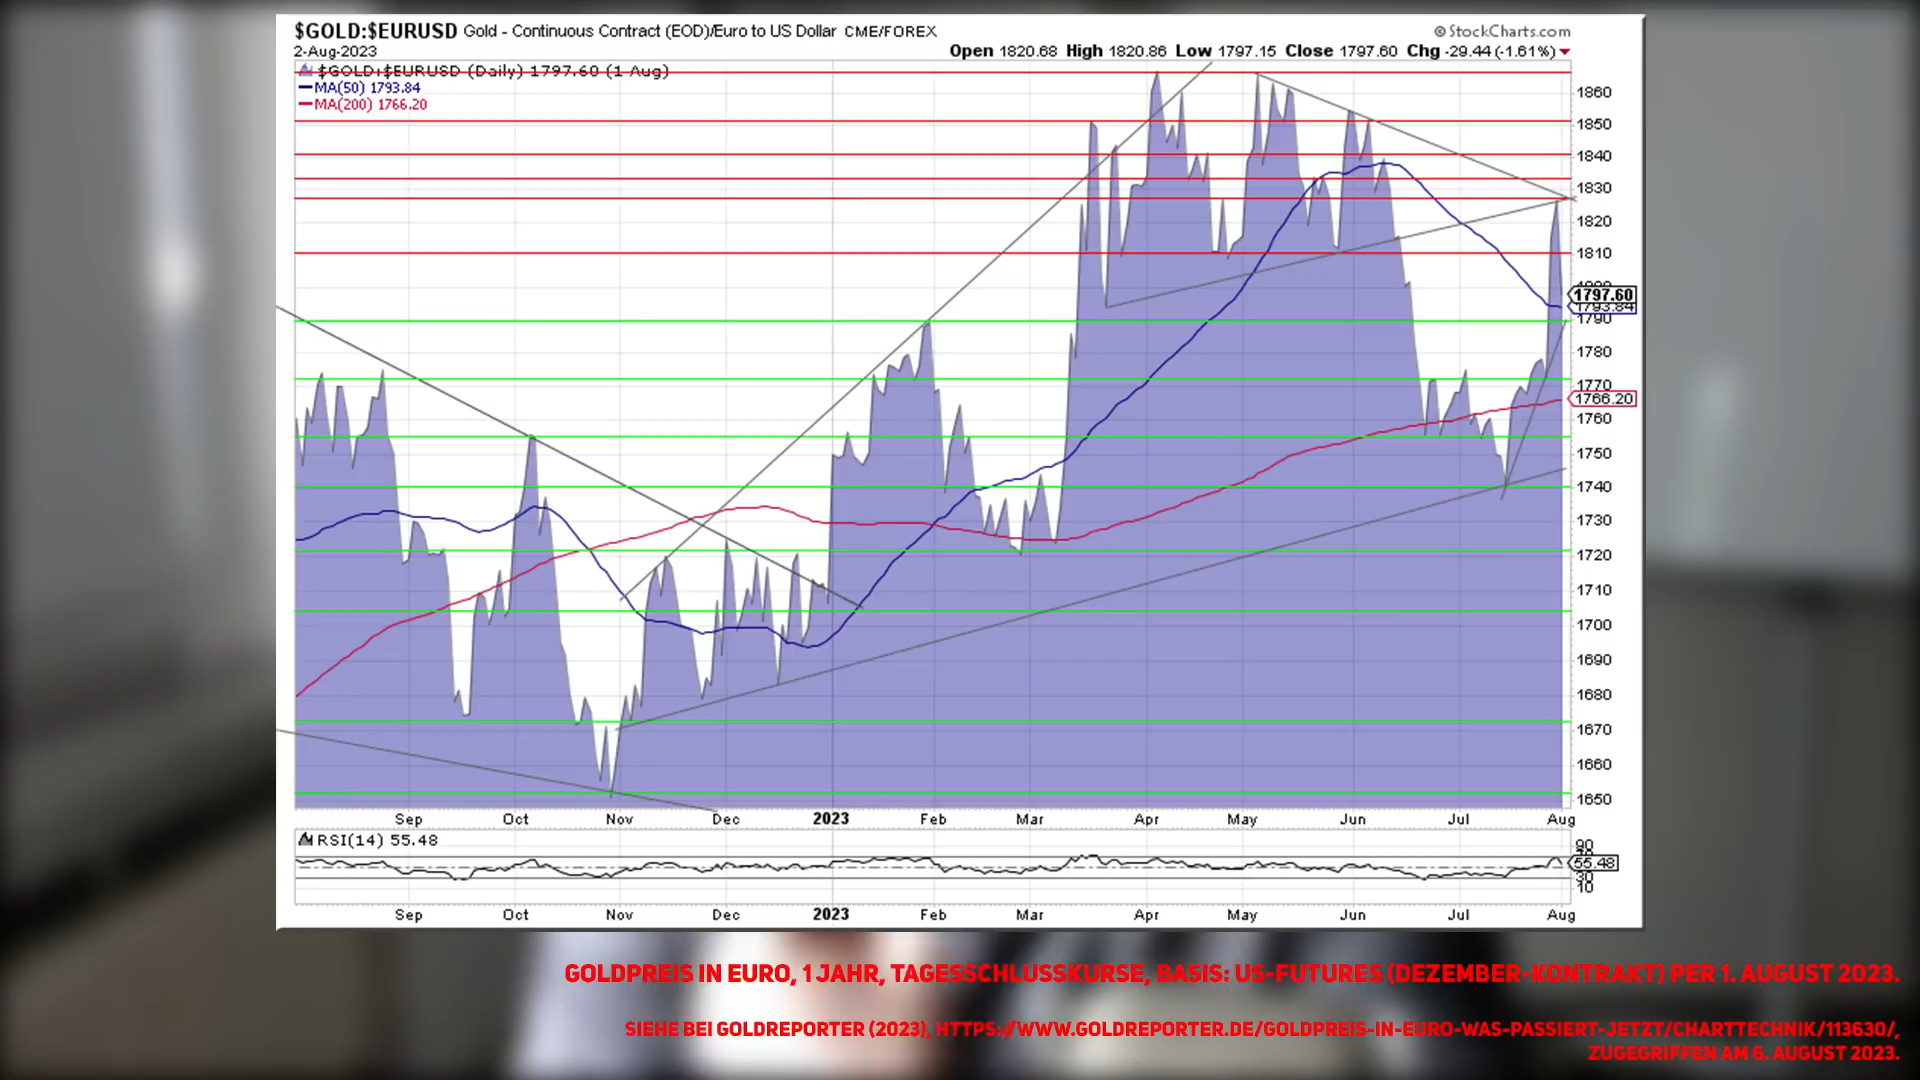 $GOLD:$EURUSD Gold - Continuous Contract (EOD)/Euro to US Dollar CME/FOREX
©StockCharts.com
2-Aug-2023
Open 1820.68 High 1820.86 Low 1797.15 Close 1797.60 Chg -29.44 (-1.61%)
$GOLD:$EURUSD (Daily) 1797.60 (1 Aug)
MA(50) 1793.84
MA(200) 1766.20
1860
1850
1840
1830
1820
1810
1797.60
1793.84
1790
1780
1770
1766.20
1760
1750
1740
1730
1720
1710
1700
1690
1680
1670
1660
1650
Sep Oct Nov Dec 2023 Feb Mar Apr May Jun Jul Aug
RSI(14) 55.48
90
55.48
30
10
Sep Oct Nov Dec 2023 Feb Mar Apr May Jun Jul Aug
GOLDPREIS IN EURO, 1 JAHR, TAGESSCHLUSSKURSE, BASIS: US-FUTURES (DEZEMBER-KONTRAKT) PER 1. AUGUST 2023.
SIEHE BEI GOLDREPORTER (2023), HTTPS://WWW.GOLDREPORTER.DE/GOLDPREIS-IN-EURO-WAS-PASSIERT-JETZT/CHARTTECHNIK/113630/,
ZUGEGRIFFEN AM 6. AUGUST 2023.